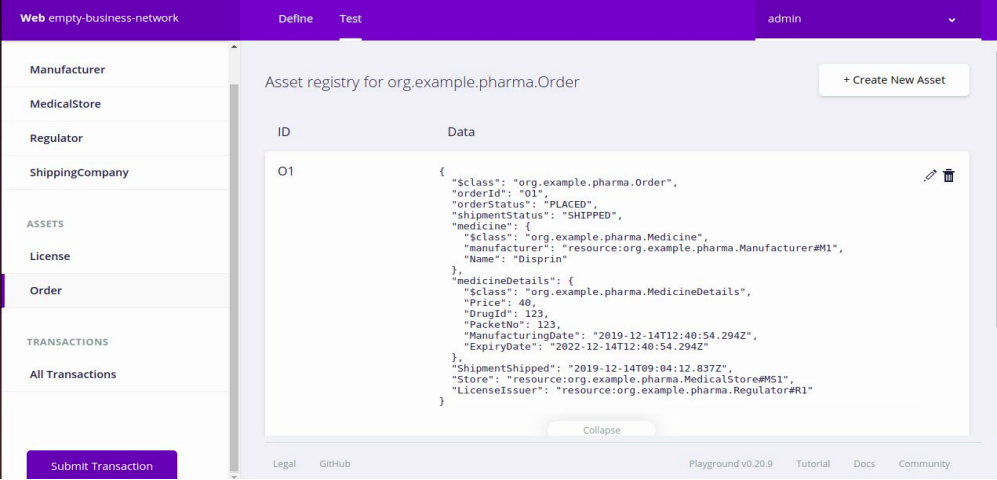 Web empty-business-network
Define
Test
admin
Manufacturer
MedicalStore
Regulator
ShippingCompany
ASSETS
License
Order
TRANSACTIONS
All Transactions
Submit Transaction
Asset registry for org.example.pharma.Order
+ Create New Asset
ID
Data
O1
{
"$class": "org.example.pharma.Order",
"orderId": "O1",
"orderStatus": "PLACED",
"shipmentStatus": "SHIPPED",
"medicine": {
"$class": "org.example.pharma.Medicine",
"manufacturer": "resource:org.example.pharma.Manufacturer#M1",
"Name": "Disprin"
},
"medicineDetails": {
"$class": "org.example.pharma.MedicineDetails",
"Price": 40,
"DrugId": 123,
"PacketNo": 123,
"ManufacturingDate": "2019-12-14T12:40:54.294Z",
"ExpiryDate": "2022-12-14T12:40:54.294Z"
},
"ShipmentShipped": "2019-12-14T09:04:12.837Z",
"Store": "resource:org.example.pharma.MedicalStore#MS1",
"LicenseIssuer": "resource:org.example.pharma.Regulator#R1"
}
Collapse
Legal
GitHub
Playground v0.20.9
Tutorial
Docs
Community